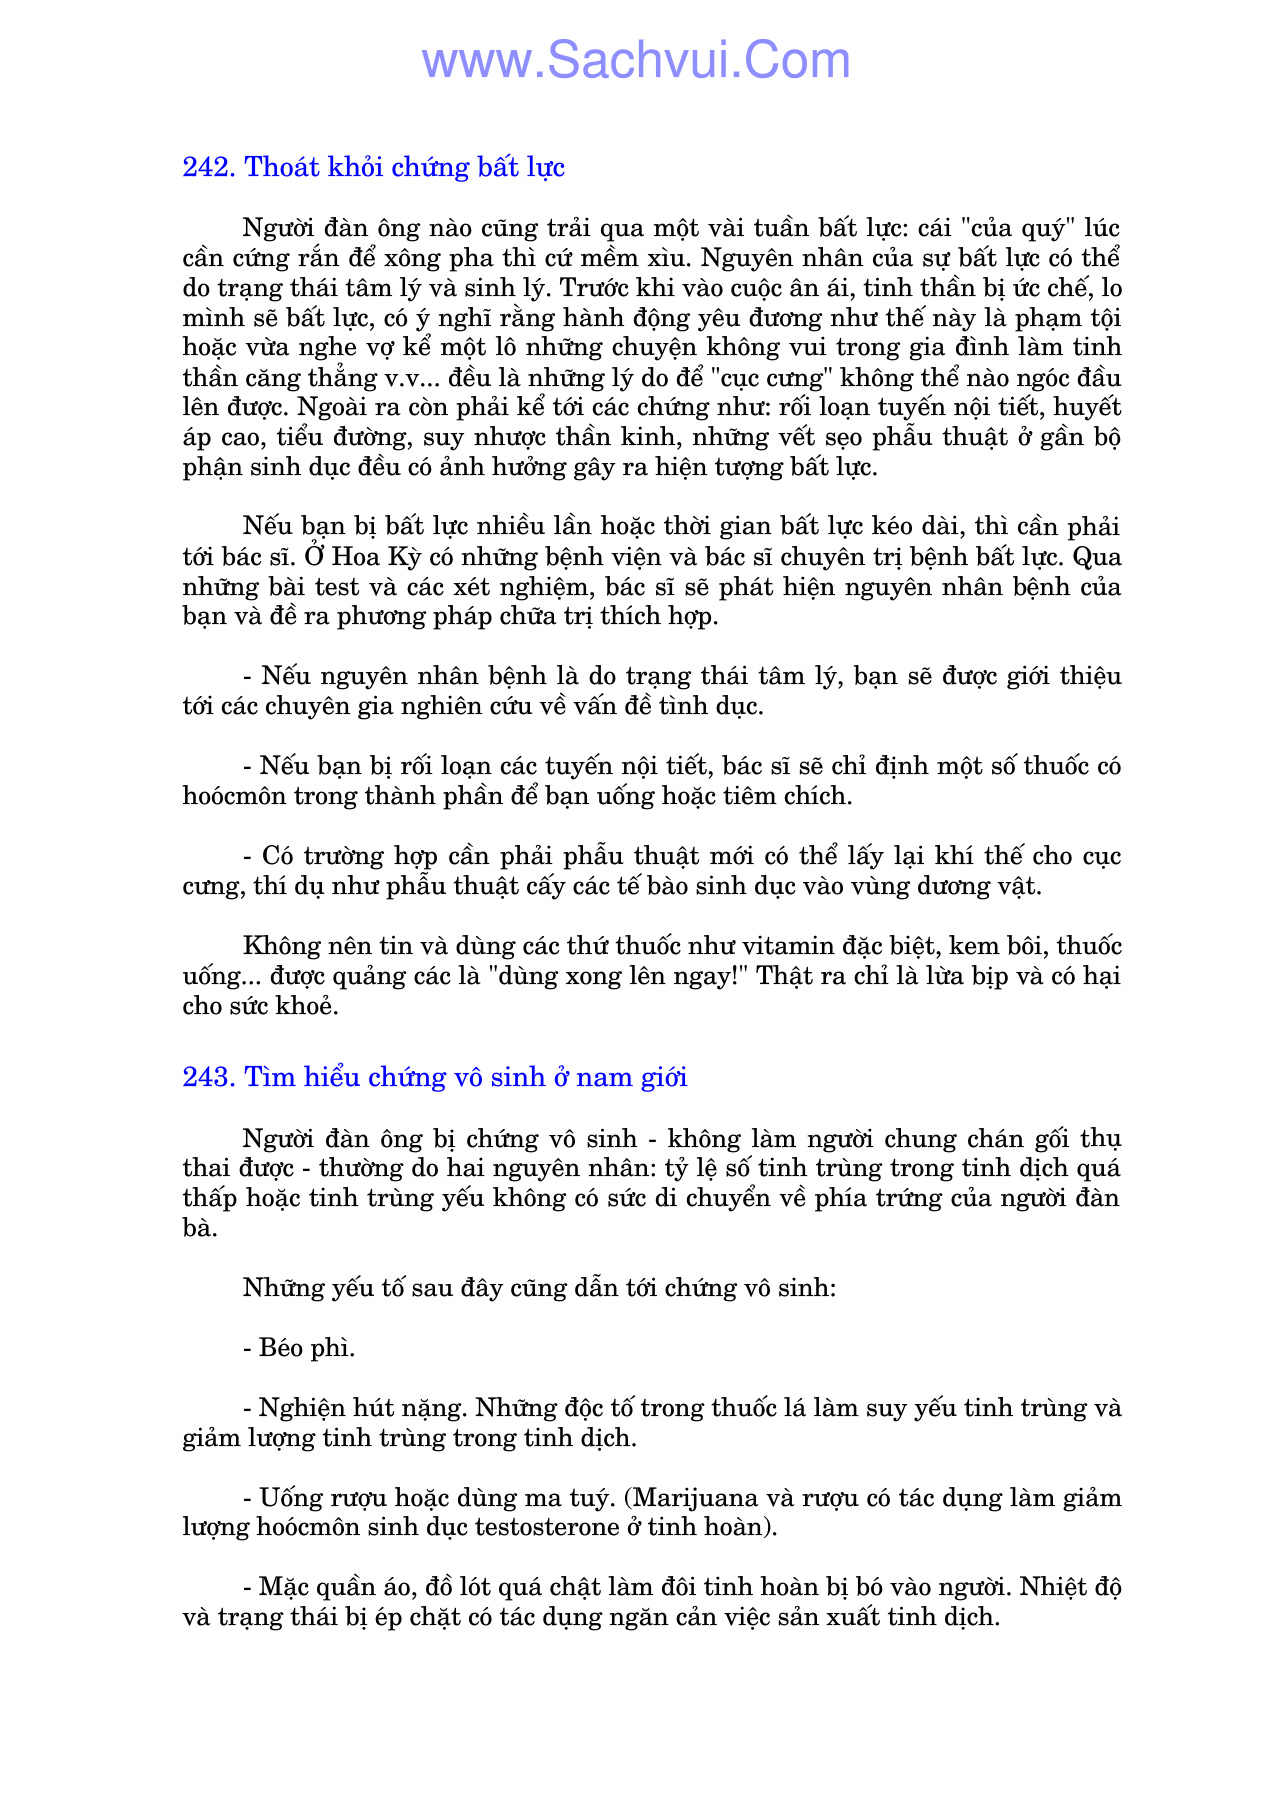 www.Sachvui.Com
242. Thoát khỏi chứng bất lực
Người đàn ông nào cũng trải qua một vài tuần bất lực: cái "của quý" lúc
cần cứng rắn để xông pha thì cứ mềm xìu. Nguyên nhân của sự bất lực có thể
do trạng thái tâm lý và sinh lý. Trước khi vào cuộc ân ái, tinh thần bị ức chế, lo
mình sẽ bất lực, có ý nghĩ rằng hành động yêu đương như thế này là phạm tội
hoặc vừa nghe vợ kể một lô những chuyện không vui trong gia đình làm tinh
thần căng thẳng v.v... đều là những lý do để "cục cưng" không thể nào ngóc đầu
lên được. Ngoài ra còn phải kể tới các chứng như: rối loạn tuyến nội tiết, huyết
áp cao, tiểu đường, suy nhược thần kinh, những vết sẹo phẫu thuật ở gần bộ
phận sinh dục đều có ảnh hưởng gây ra hiện tượng bất lực.
Nếu bạn bị bất lực nhiều lần hoặc thời gian bất lực kéo dài, thì cần phải
tới bác sĩ. Ở Hoa Kỳ có những bệnh viện và bác sĩ chuyên trị bệnh bất lực. Qua
những bài test và các xét nghiệm, bác sĩ sẽ phát hiện nguyên nhân bệnh của
bạn và đề ra phương pháp chữa trị thích hợp.
- Nếu nguyên nhân bệnh là do trạng thái tâm lý, bạn sẽ được giới thiệu
tới các chuyên gia nghiên cứu về vấn đề tình dục.
- Nếu bạn bị rối loạn các tuyến nội tiết, bác sĩ sẽ chỉ định một số thuốc có
hoócmôn trong thành phần để bạn uống hoặc tiêm chích.
- Có trường hợp cần phải phẫu thuật mới có thể lấy lại khí thế cho cục
cưng, thí dụ như phẫu thuật cấy các tế bào sinh dục vào vùng dương vật.
Không nên tin và dùng các thứ thuốc như vitamin đặc biệt, kem bôi, thuốc
uống... được quảng các là "dùng xong lên ngay!" Thật ra chỉ là lừa bịp và có hại
cho sức khoẻ.
243. Tìm hiểu chứng vô sinh ở nam giới
Người đàn ông bị chứng vô sinh - không làm người chung chán gối thụ
thai được - thường do hai nguyên nhân: tỷ lệ số tinh trùng trong tinh dịch quá
thấp hoặc tinh trùng yếu không có sức di chuyển về phía trứng của người đàn
bà.
Những yếu tố sau đây cũng dẫn tới chứng vô sinh:
- Béo phì.
- Nghiện hút nặng. Những độc tố trong thuốc lá làm suy yếu tinh trùng và
giảm lượng tinh trùng trong tinh dịch.
- Uống rượu hoặc dùng ma tuý. (Marijuana và rượu có tác dụng làm giảm
lượng hoócmôn sinh dục testosterone ở tinh hoàn).
- Mặc quần áo, đồ lót quá chật làm đôi tinh hoàn bị bó vào người. Nhiệt độ
và trạng thái bị ép chặt có tác dụng ngăn cản việc sản xuất tinh dịch.